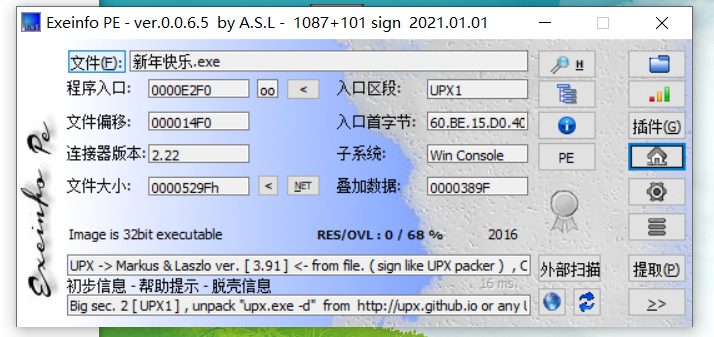 Exeinfo PE - ver.0.0.6.5 by A.S.L - 1087+101 sign 2021.01.01
文件(F): 新年快乐.exe H
程序入口: 0000E2F0 oo < 入口区段: UPX1
文件偏移: 000014F0 入口首字节: 60.BE.15.D0.40 插件(G)
连接器版本: 2.22 子系统: Win Console PE
文件大小: 0000529Fh < NET 叠加数据: 0000389F
Exeinfo Pe
Image is 32bit executable RES/OVL : 0 / 68 % 2016
UPX -> Markus & Laszlo ver. [ 3.91 ] <- from file. ( sign like UPX packer ) , C 外部扫描 提取(P)
初步信息 - 帮助提示 - 脱壳信息 16 ms.
Big sec. 2 [ UPX1 ] , unpack "upx.exe -d" from http://upx.github.io or any >>